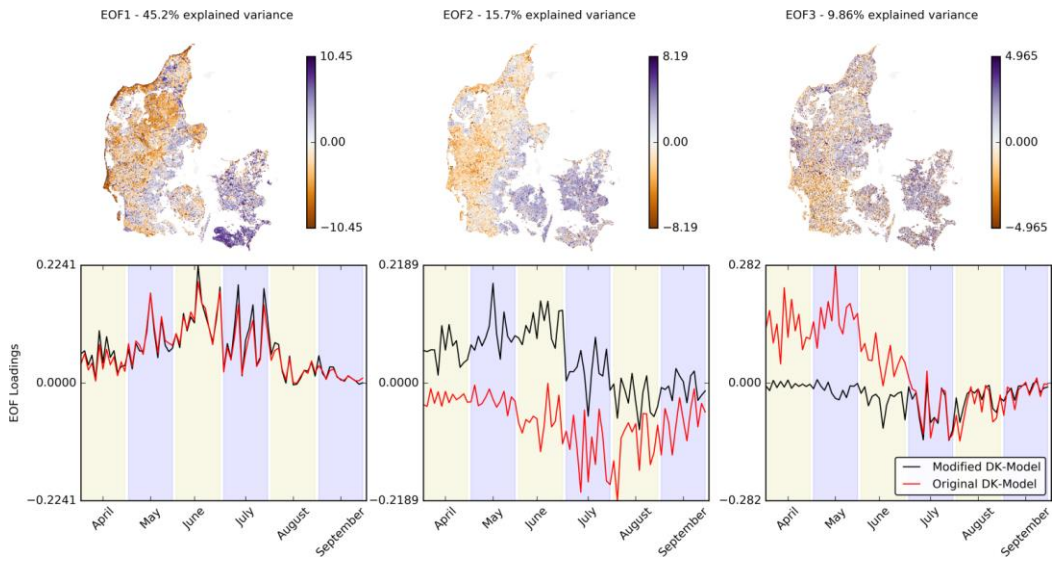 EOF1 - 45.2% explained variance
EOF2 - 15.7% explained variance
EOF3 - 9.86% explained variance
10.45
0.00
−10.45
8.19
0.00
−8.19
4.965
0.000
−4.965
EOF Loadings
0.2241
0.0000
−0.2241
April
May
June
July
August
September
0.2189
0.0000
−0.2189
April
May
June
July
August
September
0.282
0.000
−0.282
Modified DK-Model
Original DK-Model
April
May
June
July
August
September